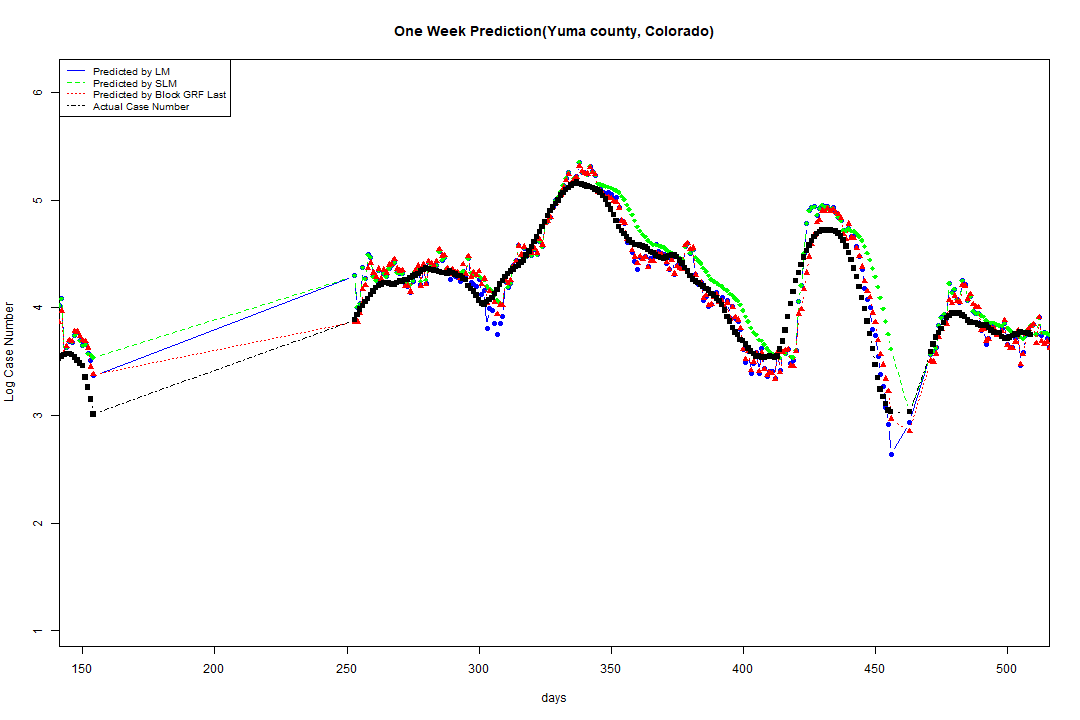 One Week Prediction(Yuma county, Colorado)
Predicted by LM
Predicted by SLM
Predicted by Block GRF Last
Actual Case Number
6
5
4
3
2
1
Log Case Number
150 200 250 300 350 400 450 500
days